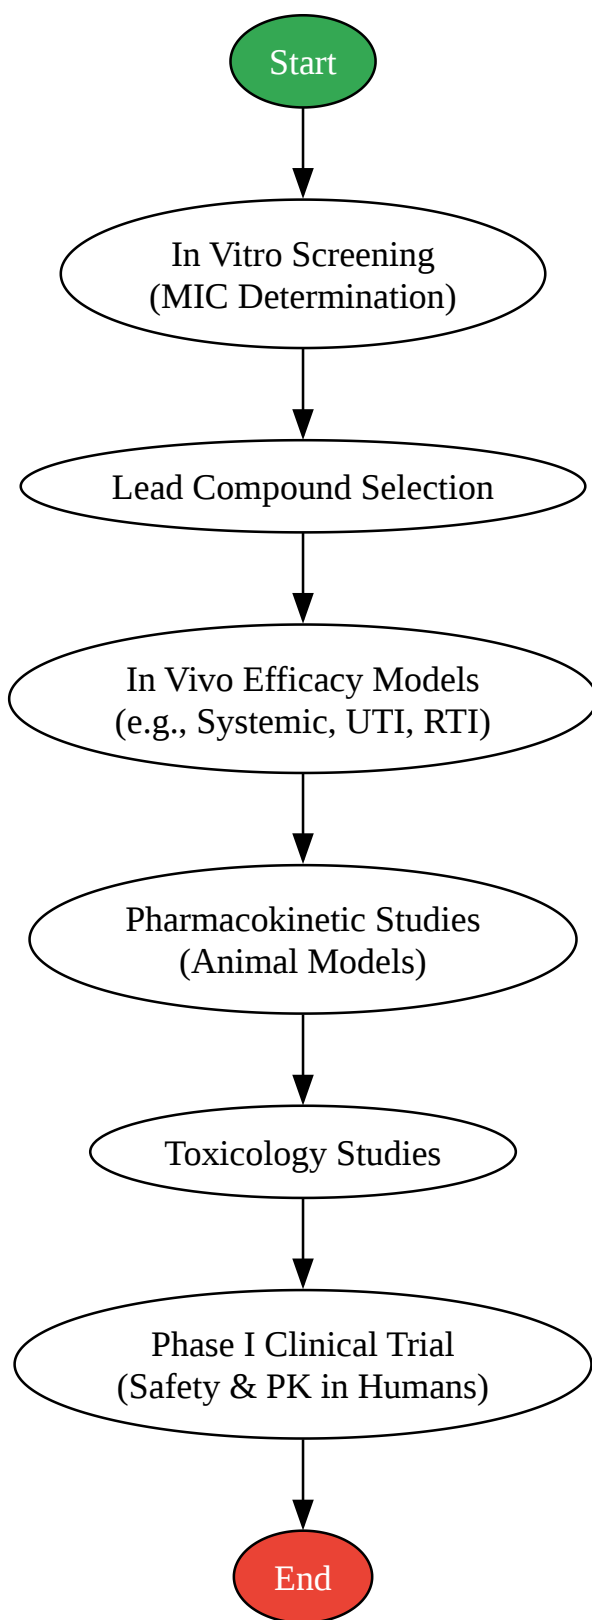 Start
In Vitro Screening
(MIC Determination)
Lead Compound Selection
In Vivo Efficacy Models
(e.g., Systemic, UTI, RTI)
Pharmacokinetic Studies
(Animal Models)
Toxicology Studies
Phase I Clinical Trial
(Safety & PK in Humans)
End